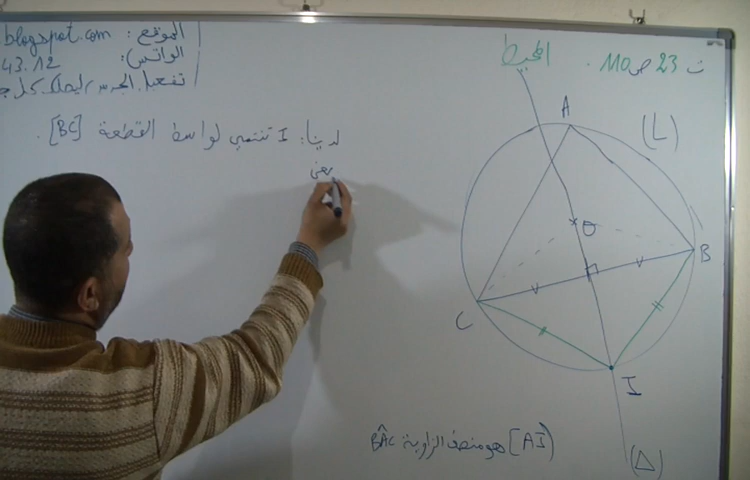 الموقع: blogspot.com
الواتس: 43.12
تفعيل الجرس ليصلك كل
المحيط
ت 23 ص 110.
(L)
A
لدينا: I تنتمي لواسط القطعة [BC].
يعني
O
B
C
I
[AI) هو منصف الزاوية BÂC
(Δ)